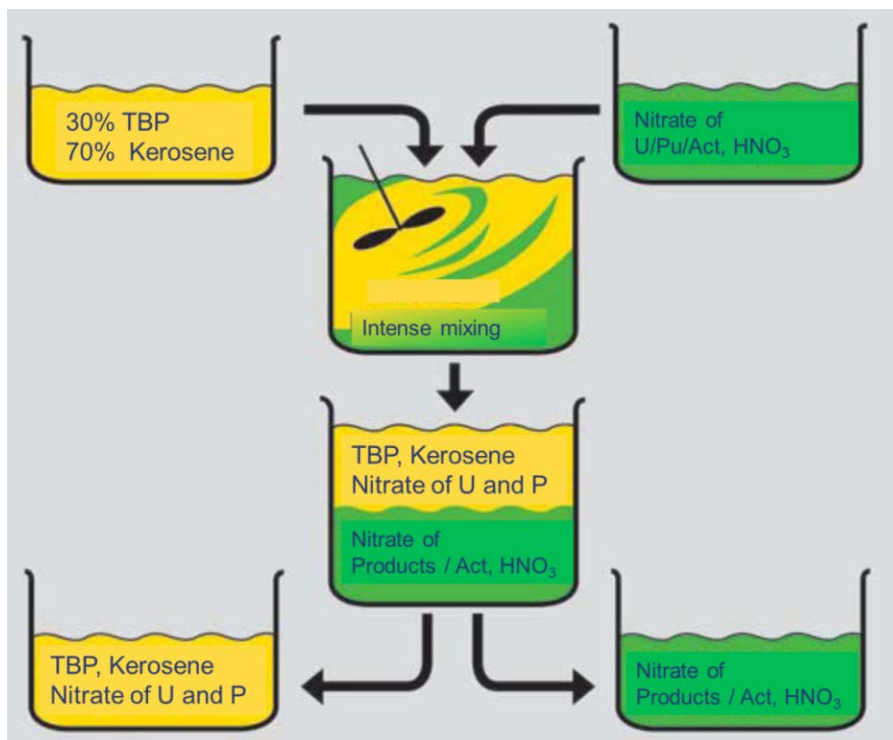 30% TBP
70% Kerosene
Nitrate of
U/Pu/Act, HNO₃
Intense mixing
TBP, Kerosene
Nitrate of U and P
Nitrate of
Products / Act, HNO₃
TBP, Kerosene
Nitrate of U and P
Nitrate of
Products / Act, HNO₃